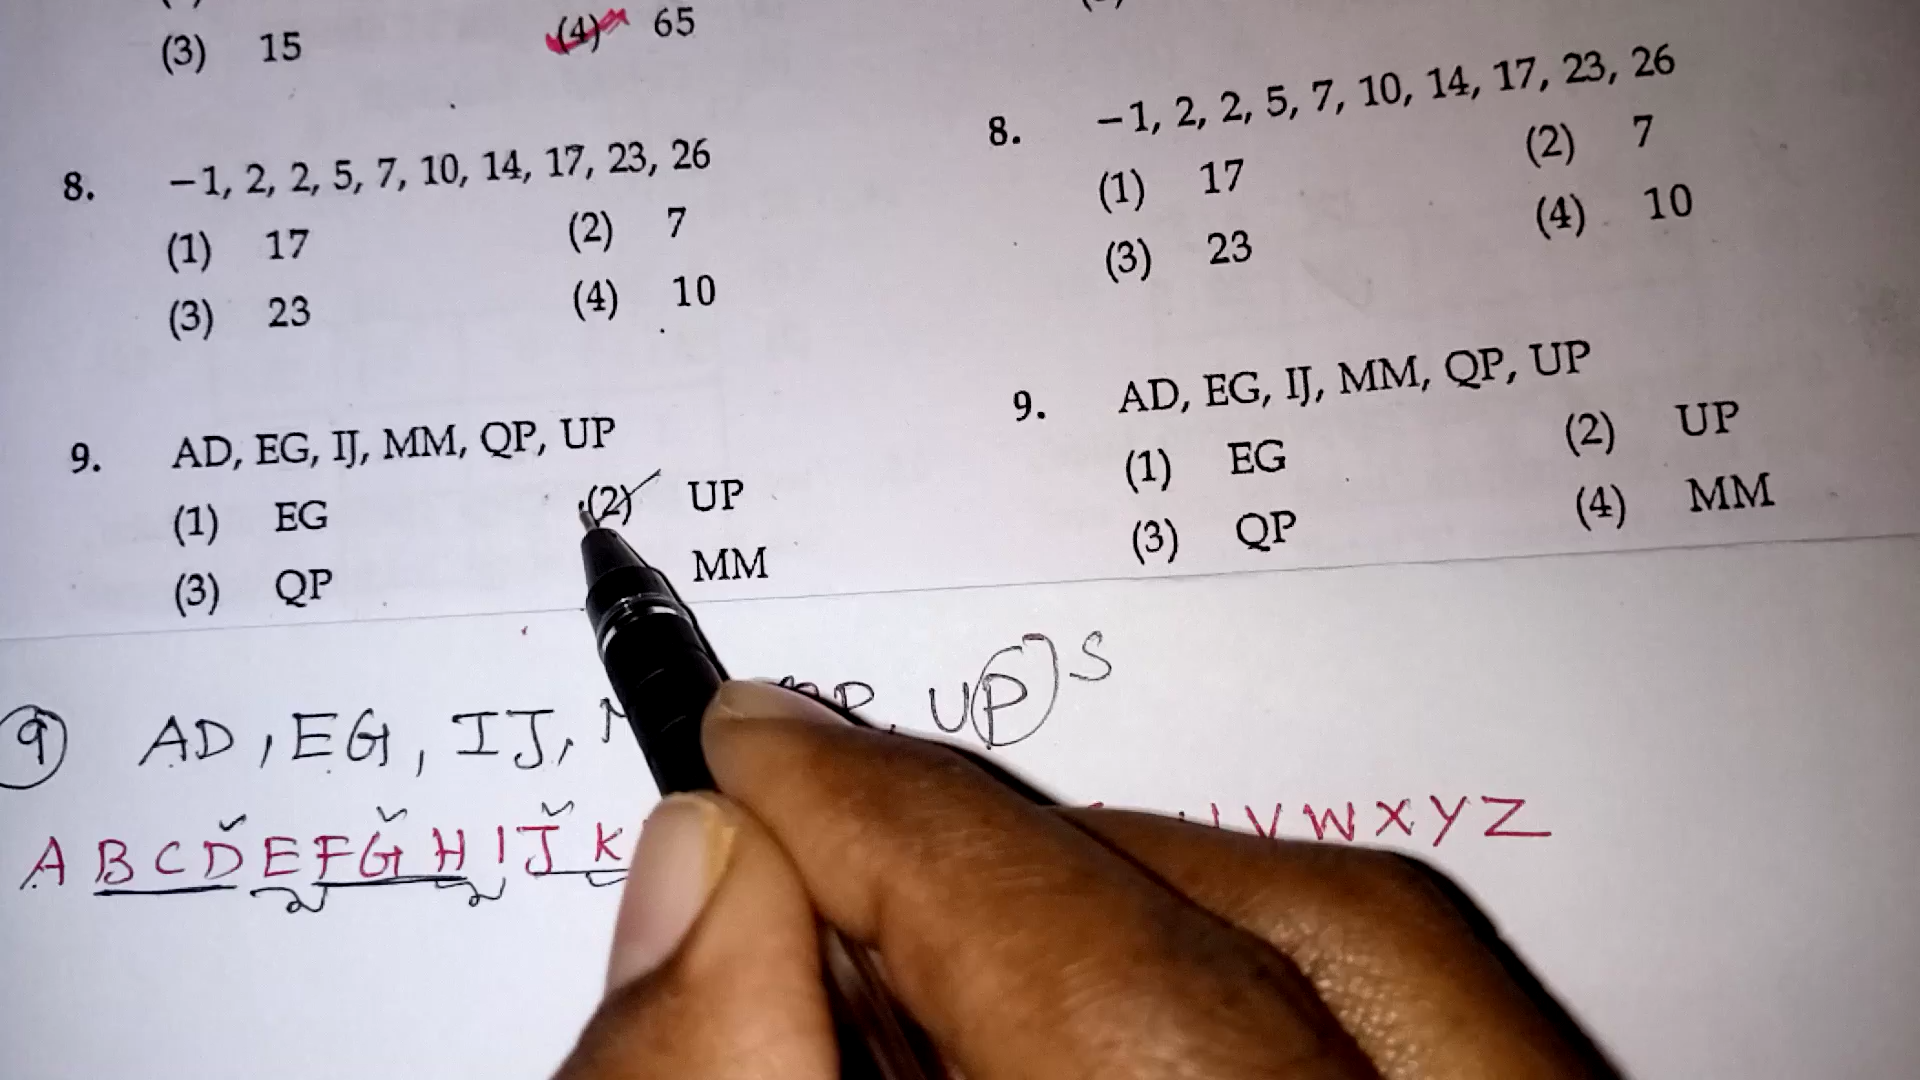 (3) 15 (4) 65
8. −1, 2, 2, 5, 7, 10, 14, 17, 23, 26
(1) 17 (2) 7
(3) 23 (4) 10
9. AD, EG, IJ, MM, QP, UP
(1) EG (2) UP
(3) QP MM
8. −1, 2, 2, 5, 7, 10, 14, 17, 23, 26
(1) 17 (2) 7
(3) 23 (4) 10
9. AD, EG, IJ, MM, QP, UP
(1) EG (2) UP
(3) QP (4) MM
9 AD, EG, IJ, UP S
A B C D E F G H I J K V W X Y Z